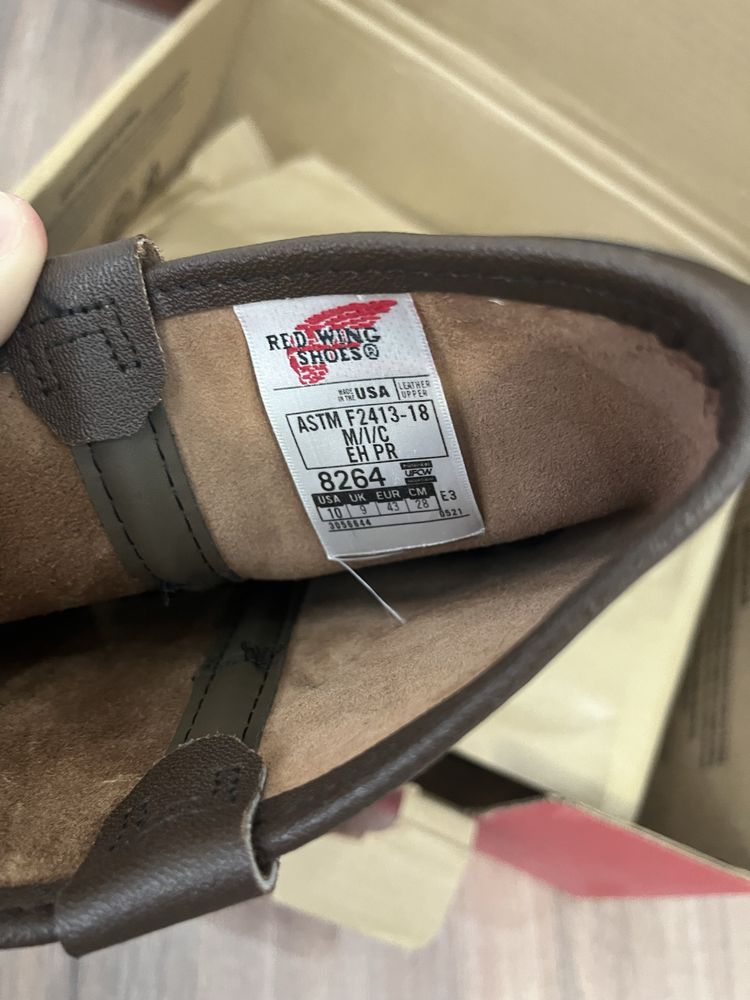 RED WING
SHOES®
MADE IN THE USA LEATHER UPPER
ASTM F2413-18
M/I/C
EH PR
8264 UFCW
USA UK EUR CM E3
10 9 43 28
3056644 0521